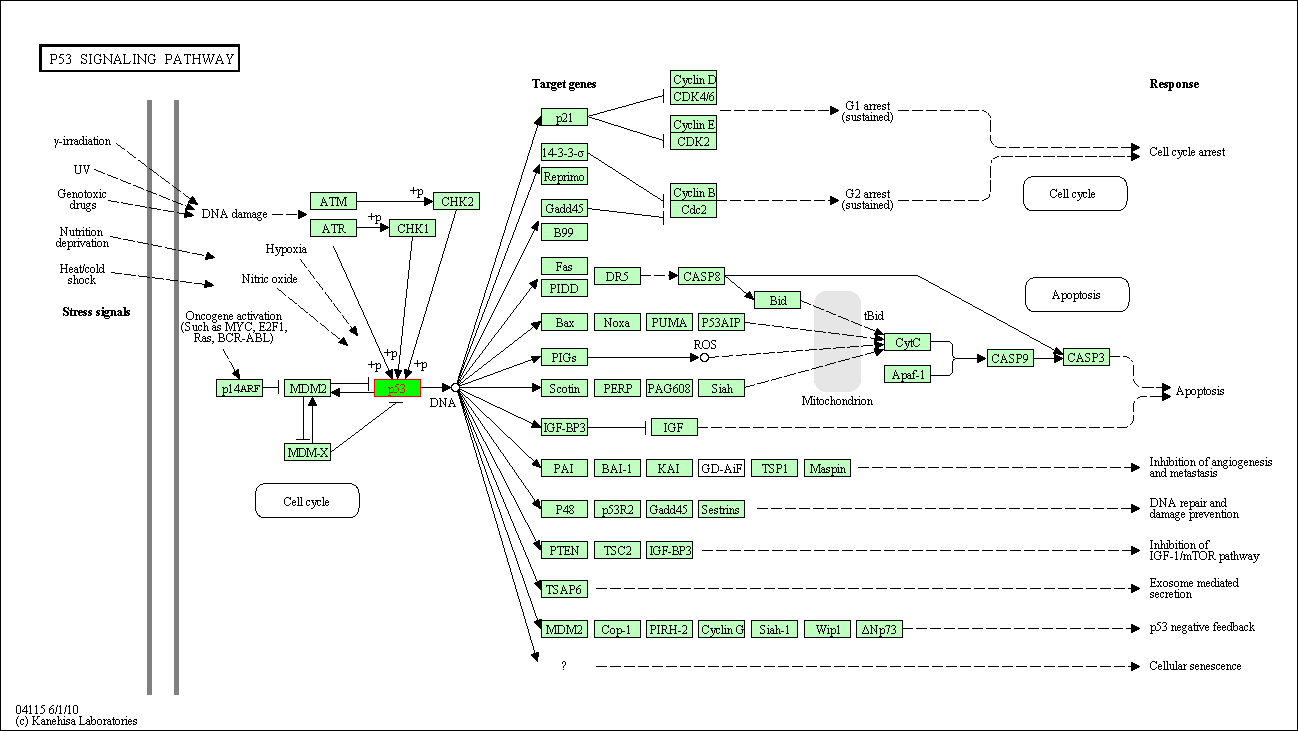 P53 SIGNALING PATHWAY
Target genes
Response
Cyclin D
CDK4/6
p21
G1 arrest
(sustained)
Cyclin E
CDK2
γ-irradiation
UV
Genotoxic
drugs
Nutrition
deprivation
Heat/cold
shock
Stress signals
DNA damage
ATM
+p
CHK2
ATR
+p
CHK1
Hypoxia
Nitric oxide
Oncogene activation
(Such as MYC, E2F1,
Ras, BCR-ABL)
+p
+p
+p
p14ARF
MDM2
p53
DNA
MDM-X
Cell cycle
14-3-3-σ
Reprimo
Cyclin B
Cdc2
G2 arrest
(sustained)
Cell cycle arrest
Cell cycle
Gadd45
B99
Fas
PIDD
DR5
CASP8
Bid
tBid
Apoptosis
Bax
Noxa
PUMA
P53AIP
CytC
PIGs
ROS
CASP9
CASP3
Apaf-1
Scotin
PERP
PAG608
Siah
Mitochondrion
Apoptosis
IGF-BP3
IGF
PAI
BAI-1
KAI
GD-AiF
TSP1
Maspin
Inhibition of angiogenesis
and metastasis
P48
p53R2
Gadd45
Sestrins
DNA repair and
damage prevention
PTEN
TSC2
IGF-BP3
Inhibition of
IGF-1/mTOR pathway
TSAP6
Exosome mediated
secretion
MDM2
Cop-1
PIRH-2
Cyclin G
Siah-1
Wip1
ΔNp73
p53 negative feedback
?
Cellular senescence
04115 6/1/10
(c) Kanehisa Laboratories